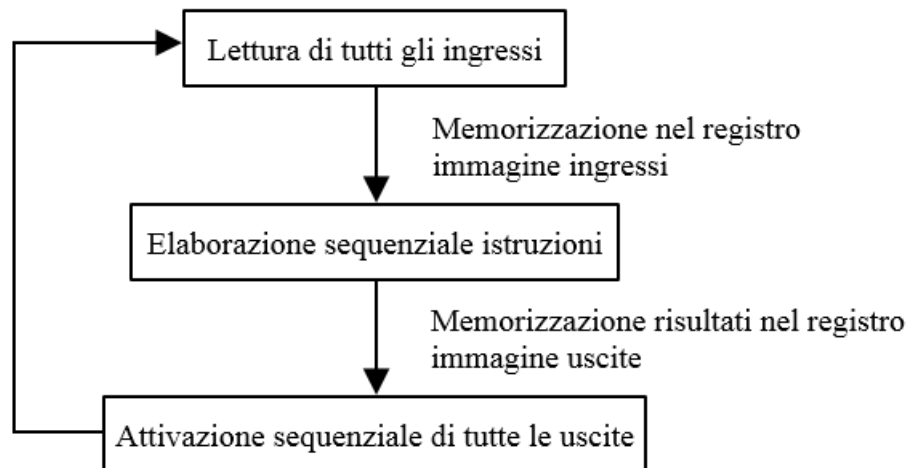 Lettura di tutti gli ingressi
Memorizzazione nel registro
immagine ingressi
Elaborazione sequenziale istruzioni
Memorizzazione risultati nel registro
immagine uscite
Attivazione sequenziale di tutte le uscite